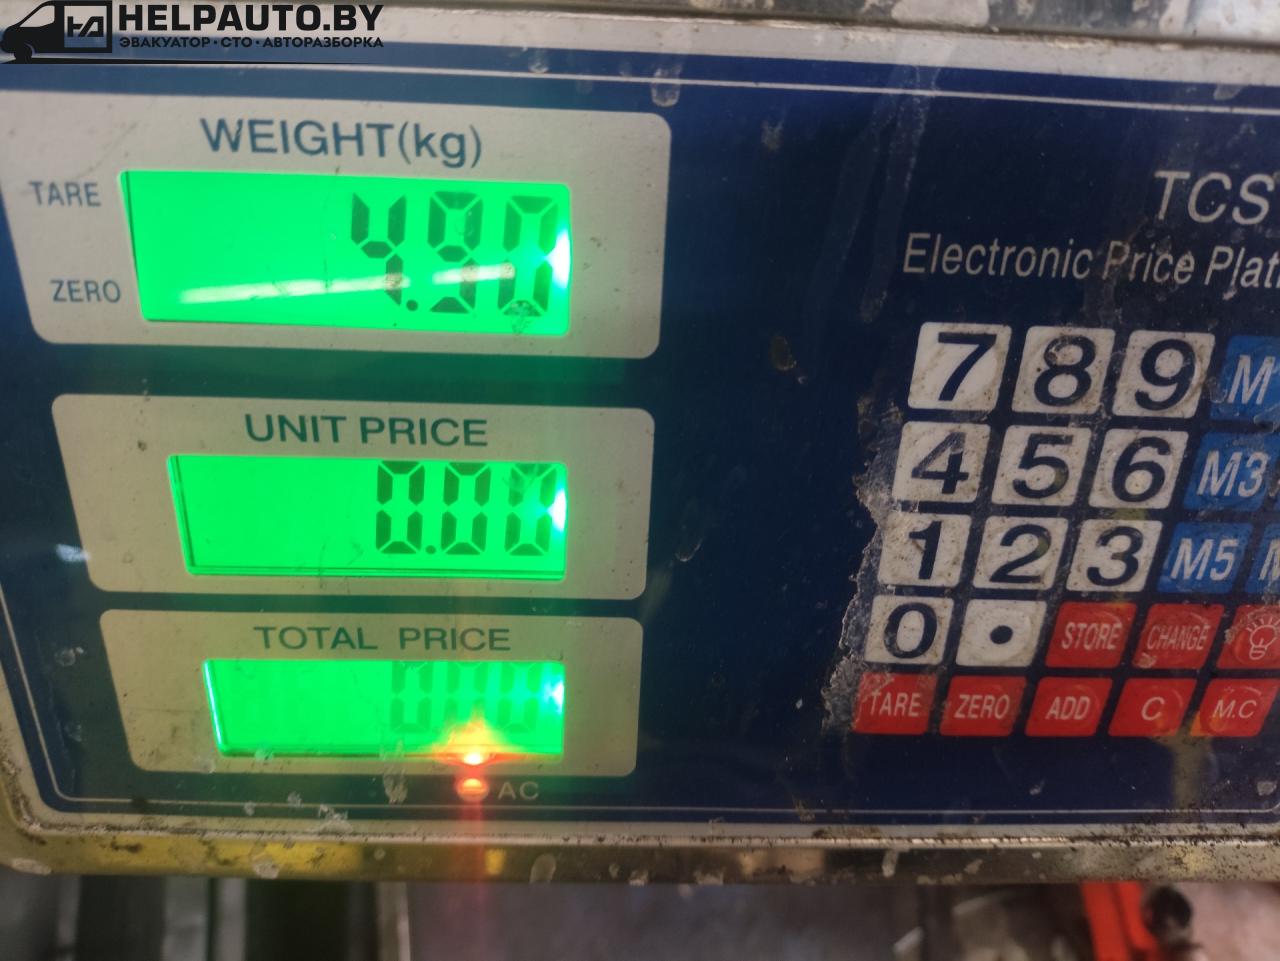 HELPAUTO.BY
ЭВАКУАТОР · СТО · АВТОРАЗБОРКА
WEIGHT(kg)
TARE
4.90
ZERO
UNIT PRICE
0.00
TOTAL PRICE
0.00
AC
TCS
Electronic Price
7 8 9
4 5 6 M3
1 2 3 M5
0 . STORE CHANGE
TARE ZERO ADD C M.C